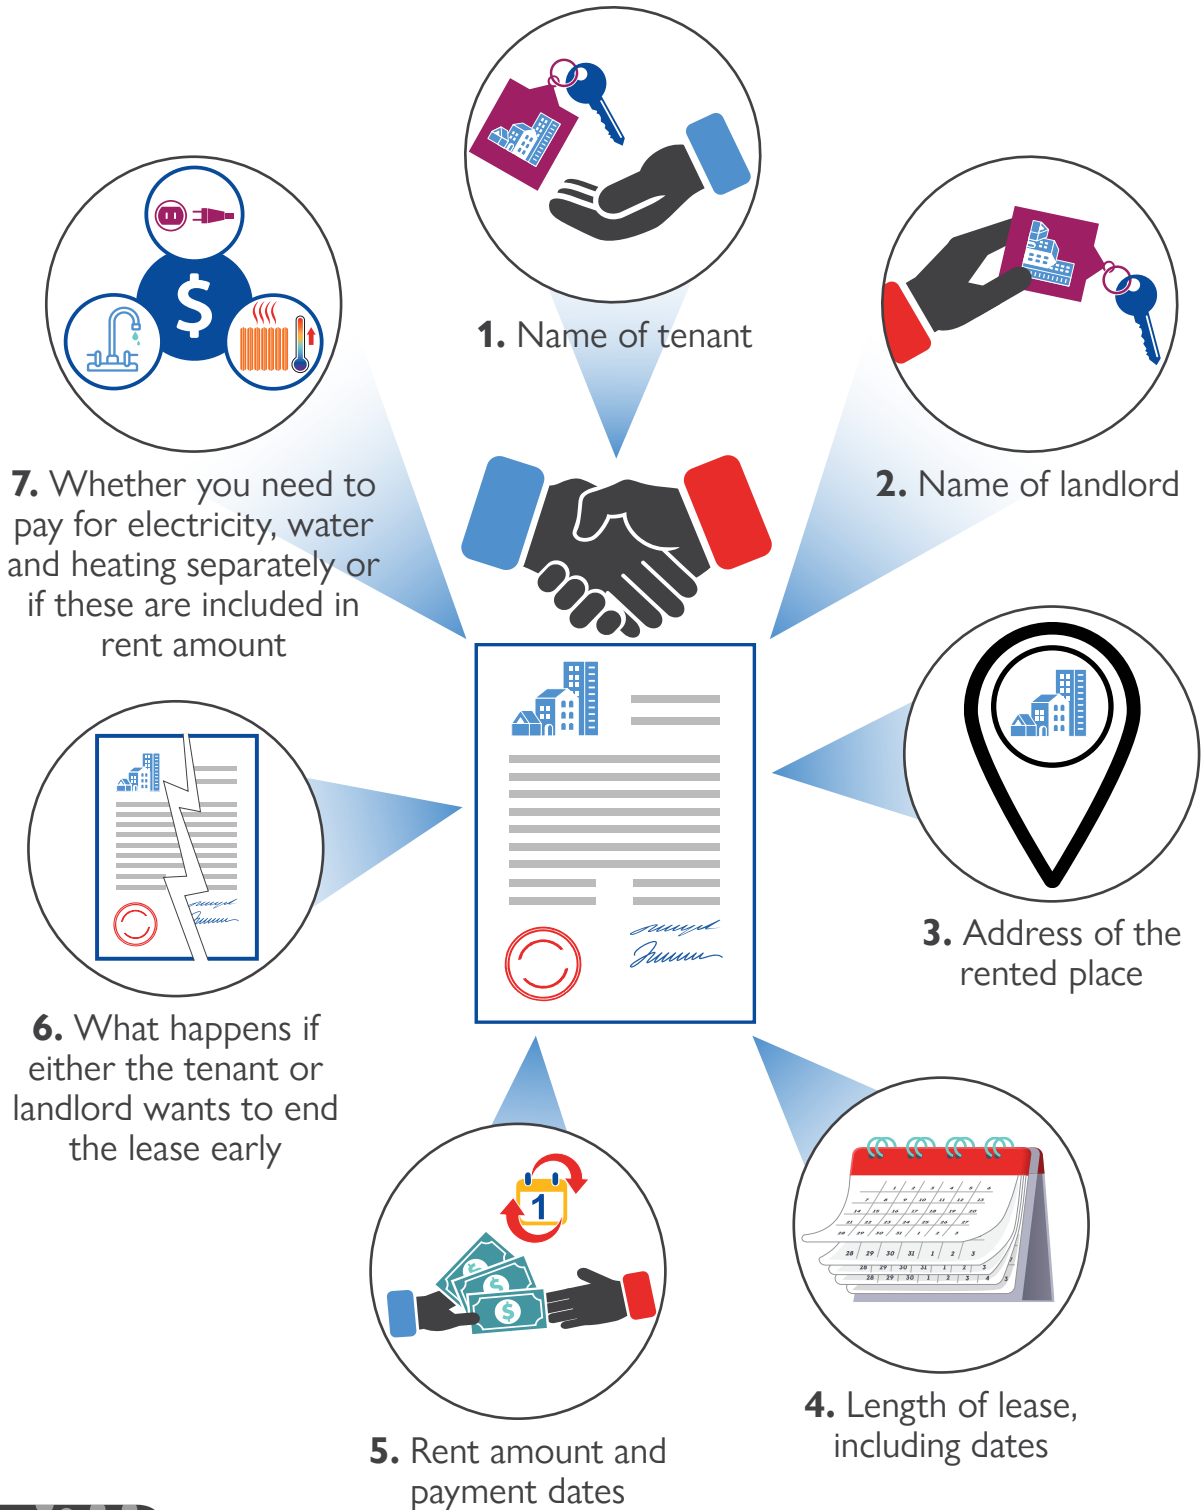 1. Name of tenant
2. Name of landlord
3. Address of the
rented place
4. Length of lease,
including dates
5. Rent amount and
payment dates
6. What happens if
either the tenant or
landlord wants to end
the lease early
7. Whether you need to
pay for electricity, water
and heating separately or
if these are included in
rent amount
$
1
$